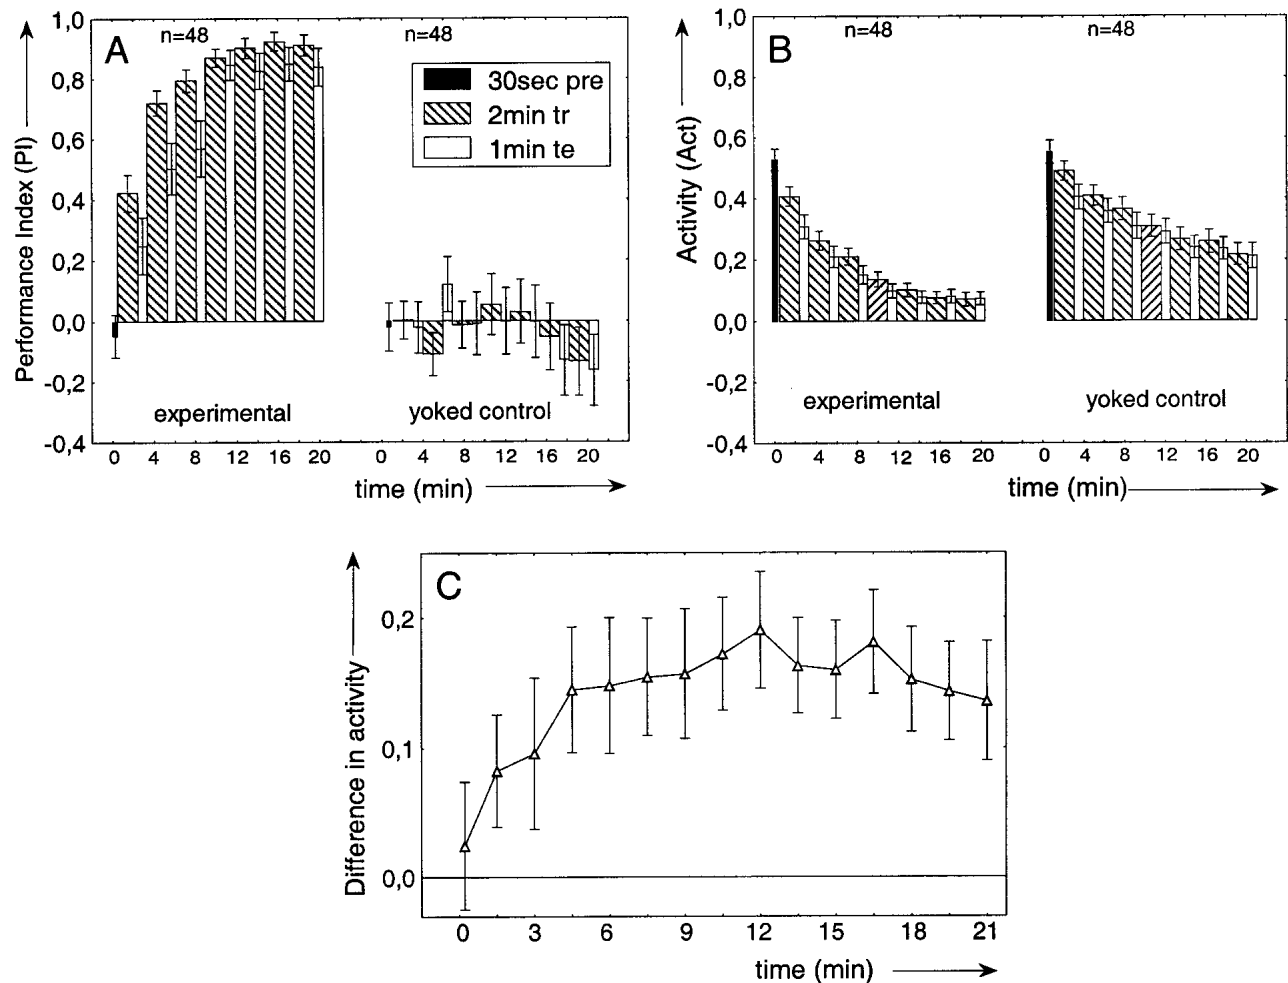 A
n=48
n=48
30sec pre
2min tr
1min te
1,0
0,8
0,6
0,4
0,2
0,0
-0,2
-0,4
Performance Index (PI)
experimental
yoked control
0 4 8 12 16 20 0 4 8 12 16 20
time (min)
B
n=48
n=48
1,0
0,8
0,6
0,4
0,2
0,0
-0,2
-0,4
Activity (Act)
experimental
yoked control
0 4 8 12 16 20 0 4 8 12 16 20
time (min)
C
0,2
0,1
0,0
Difference in activity
0 3 6 9 12 15 18 21
time (min)